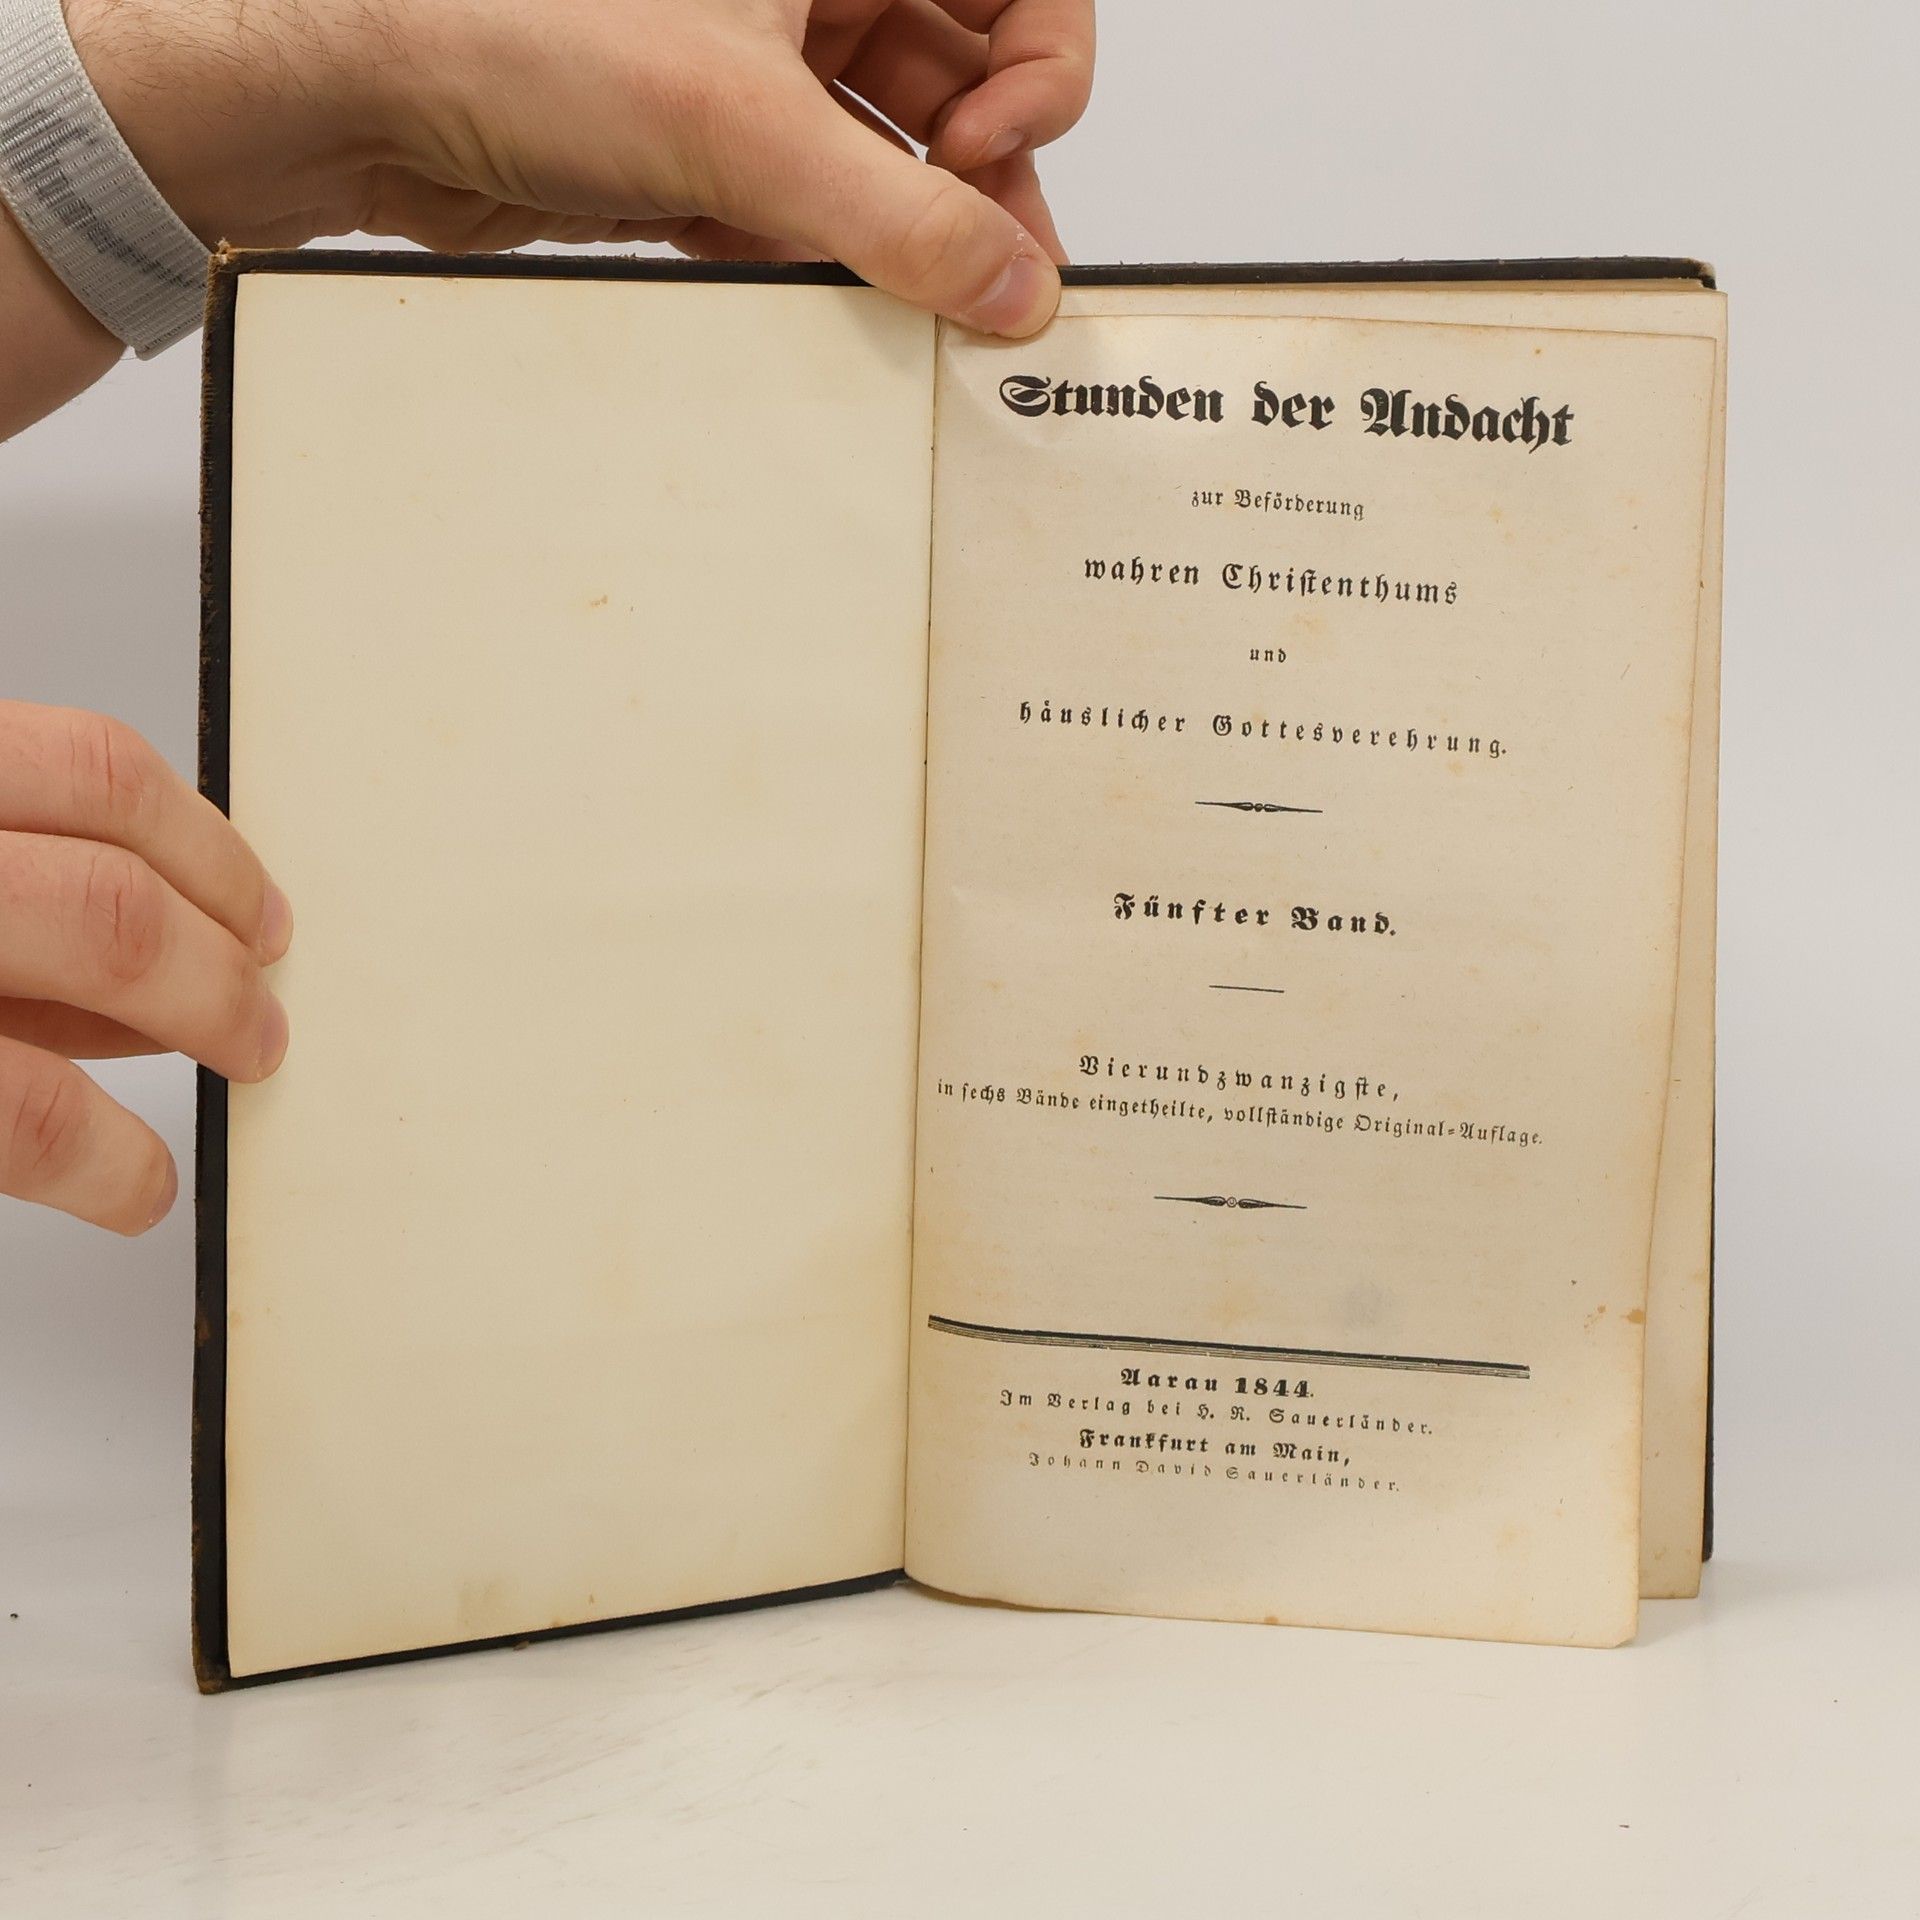 Stunden der Andacht
zur Beförderung
wahren Chriſtenthums
und
häuslicher Gottesverehrung.
Fünfter Band.
Vierundzwanzigſte,
in ſechs Bände eingetheilte, vollſtändige Original-Auflage.
Aarau 1844.
Im Verlag bei H. R. Sauerländer.
Frankfurt am Main,
Johann David Sauerländer.